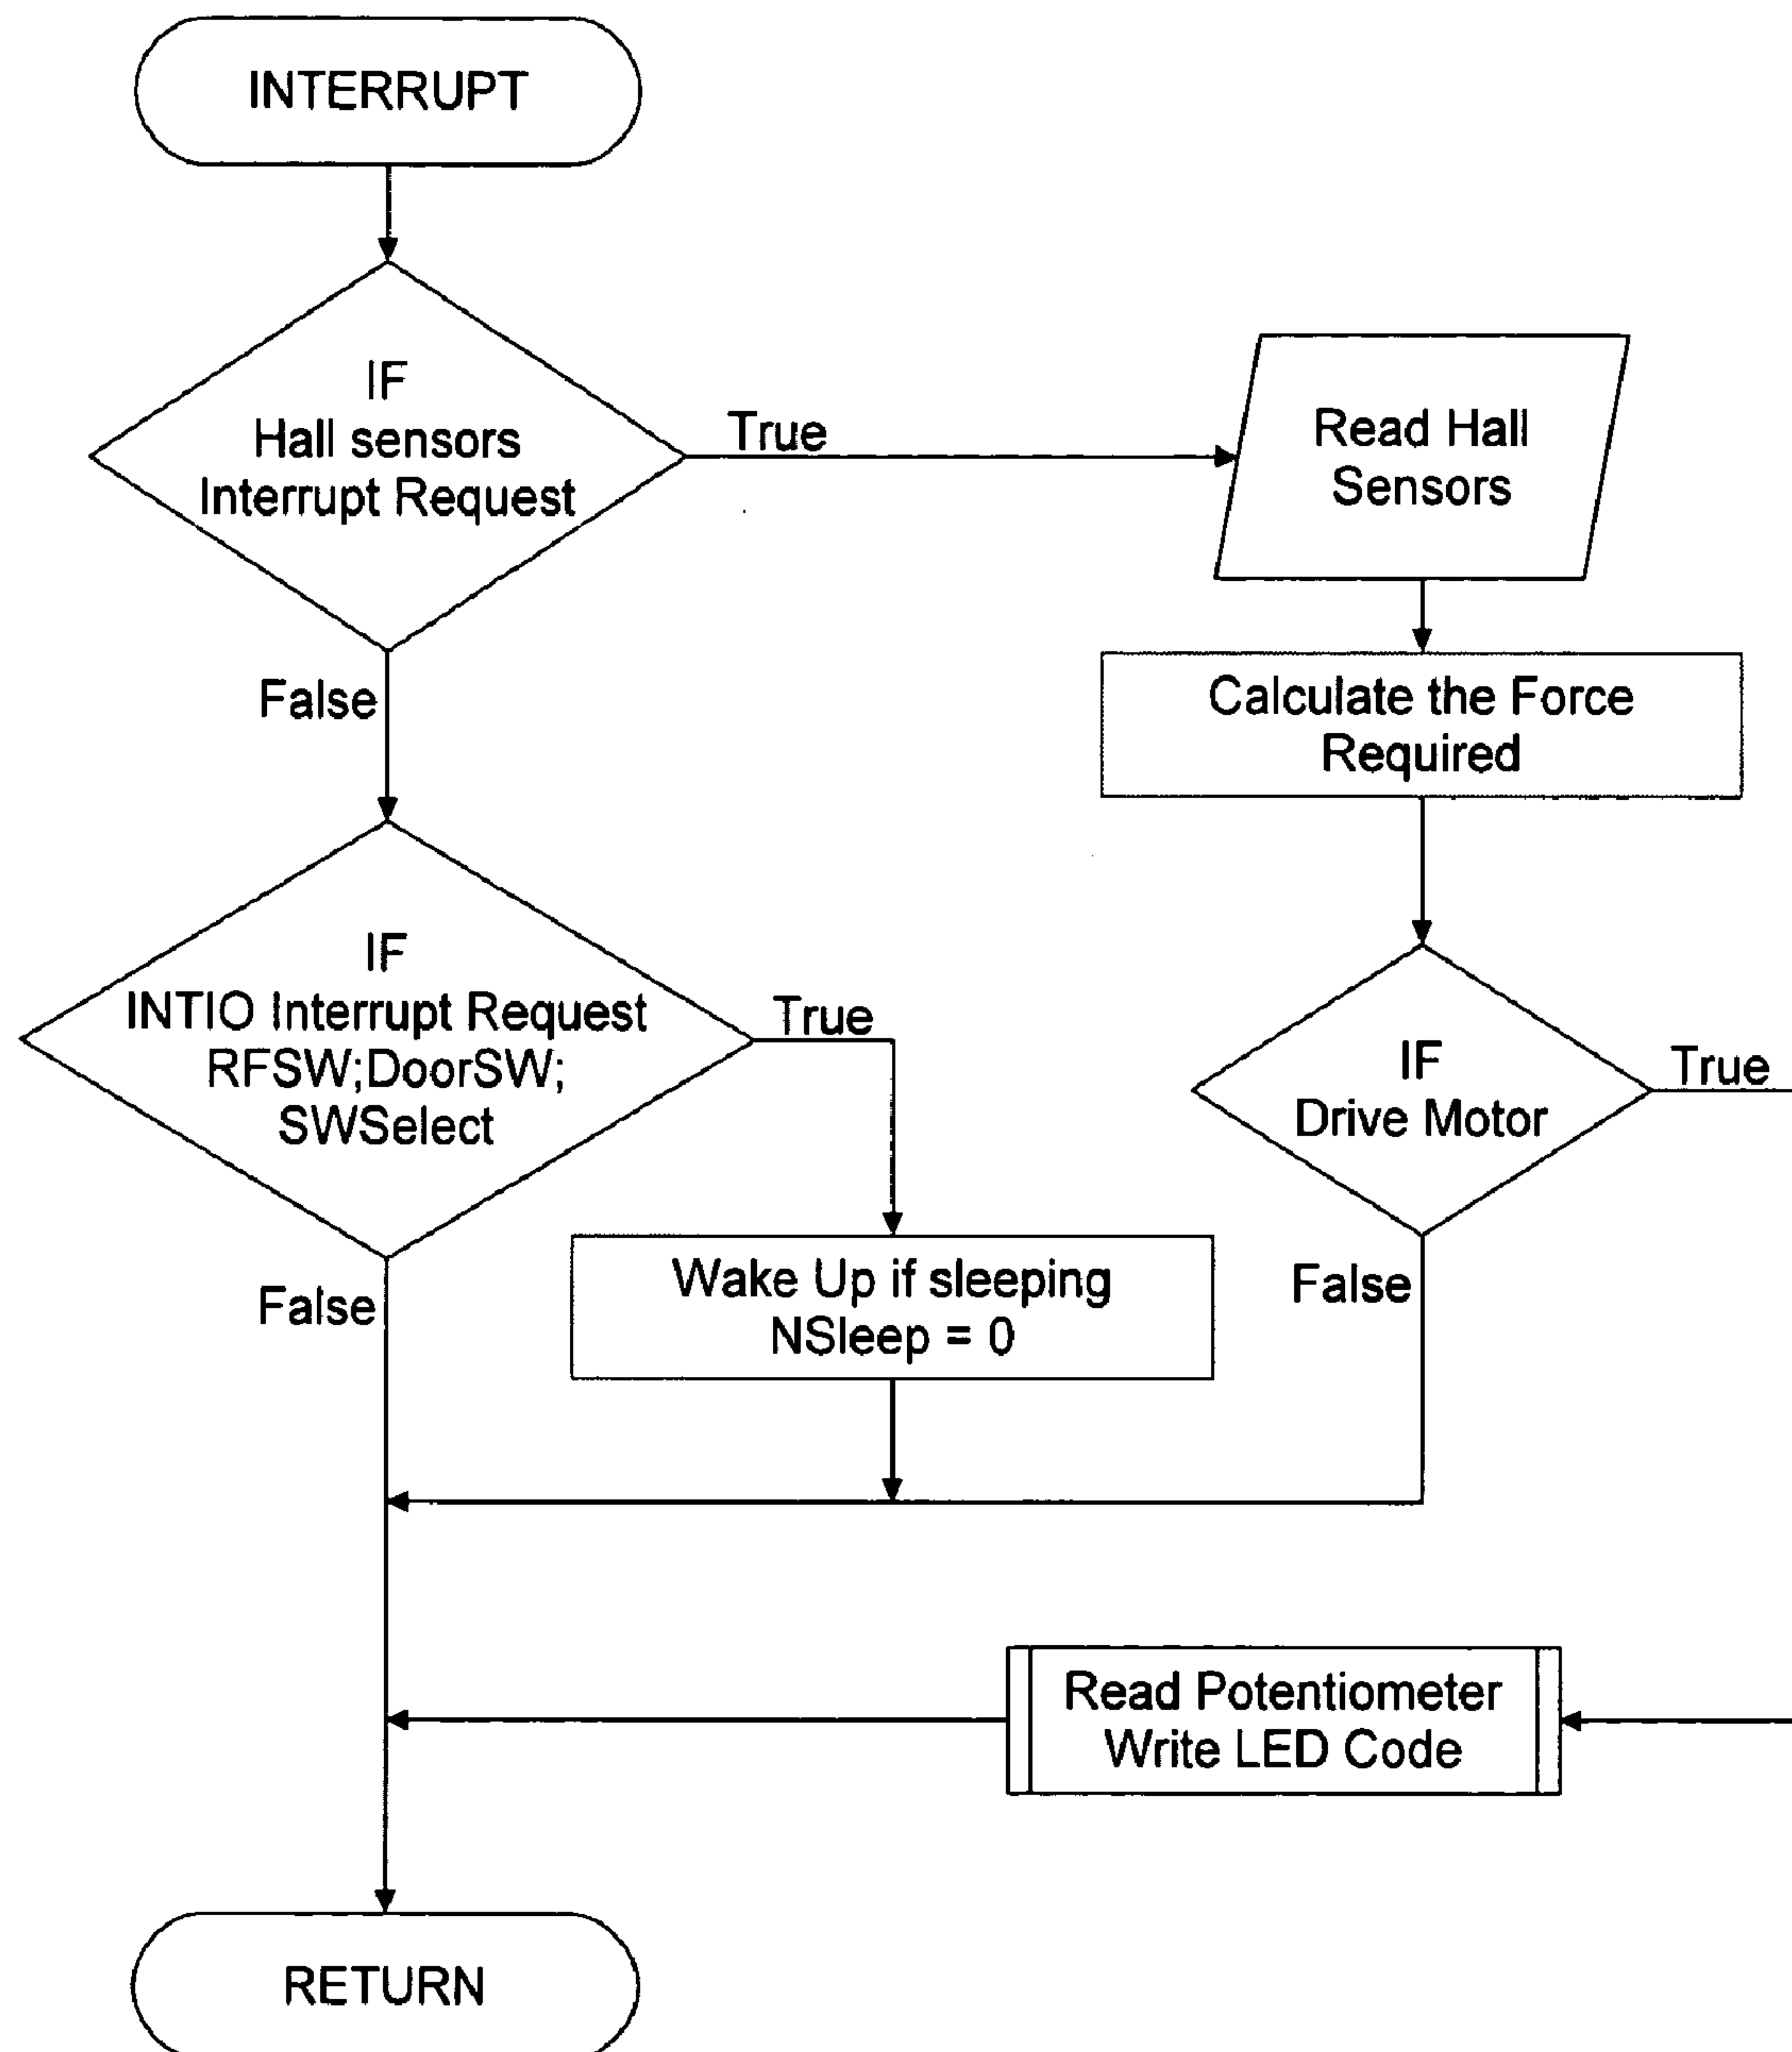 INTERRUPT
IF
Hall sensors
Interrupt Request
True
Read Hall
Sensors
False
Calculate the Force
Required
IF
INTIO Interrupt Request
RFSW;DoorSW;
SWSelect
True
IF
Drive Motor
True
False
Wake Up if sleeping
NSleep = 0
False
Read Potentiometer
Write LED Code
RETURN